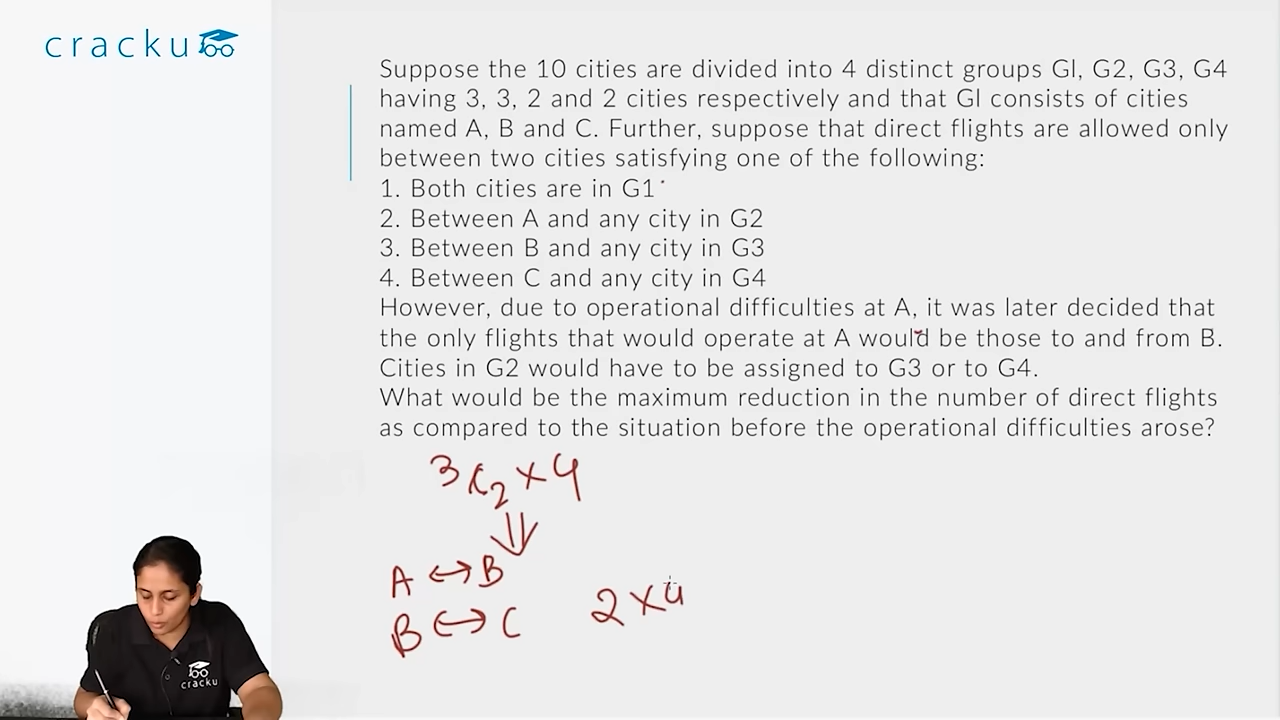 cracku
Suppose the 10 cities are divided into 4 distinct groups Gl, G2, G3, G4
having 3, 3, 2 and 2 cities respectively and that Gl consists of cities
named A, B and C. Further, suppose that direct flights are allowed only
between two cities satisfying one of the following:
1. Both cities are in G1
2. Between A and any city in G2
3. Between B and any city in G3
4. Between C and any city in G4
However, due to operational difficulties at A, it was later decided that
the only flights that would operate at A would be those to and from B.
Cities in G2 would have to be assigned to G3 or to G4.
What would be the maximum reduction in the number of direct flights
as compared to the situation before the operational difficulties arose?
3C2 × 4
⇓
A ↔ B
B ↔ C 2×4
cracku